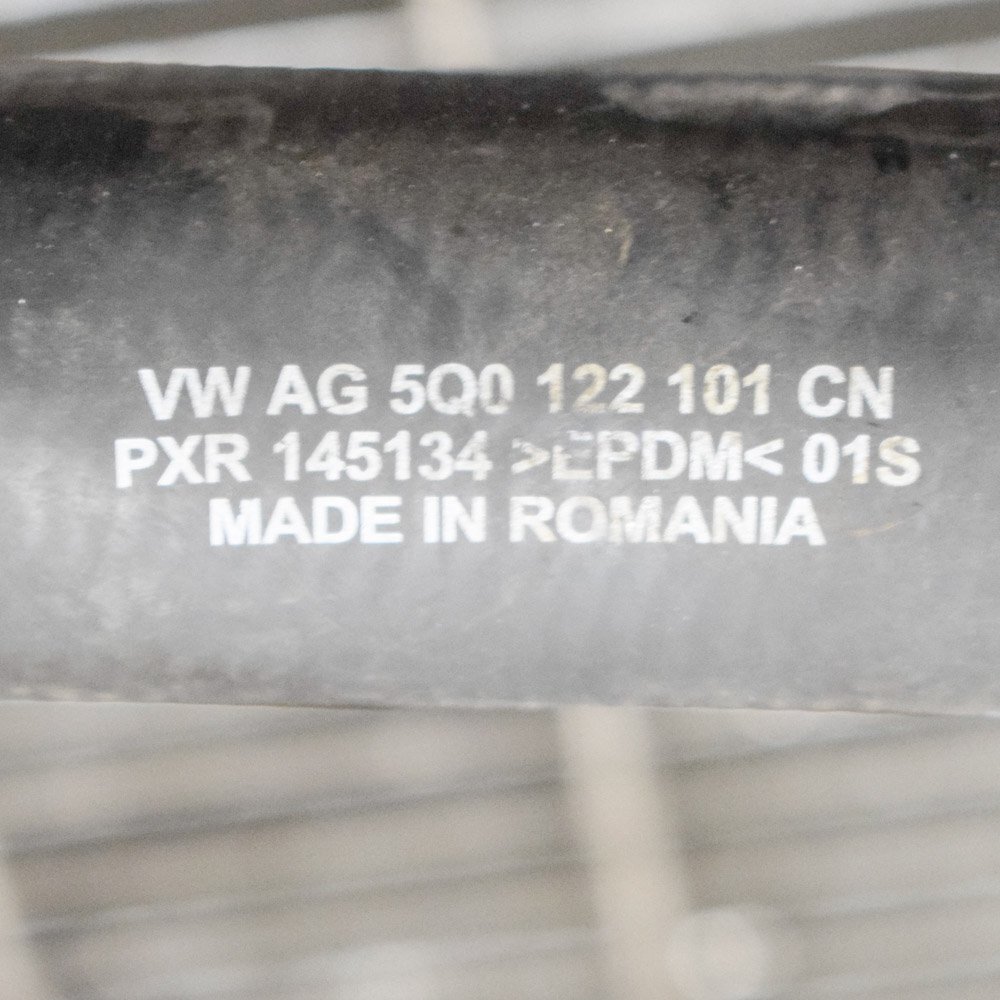 VW AG 5Q0 122 101 CN
PXR 145134 >EPDM< 01S
MADE IN ROMANIA